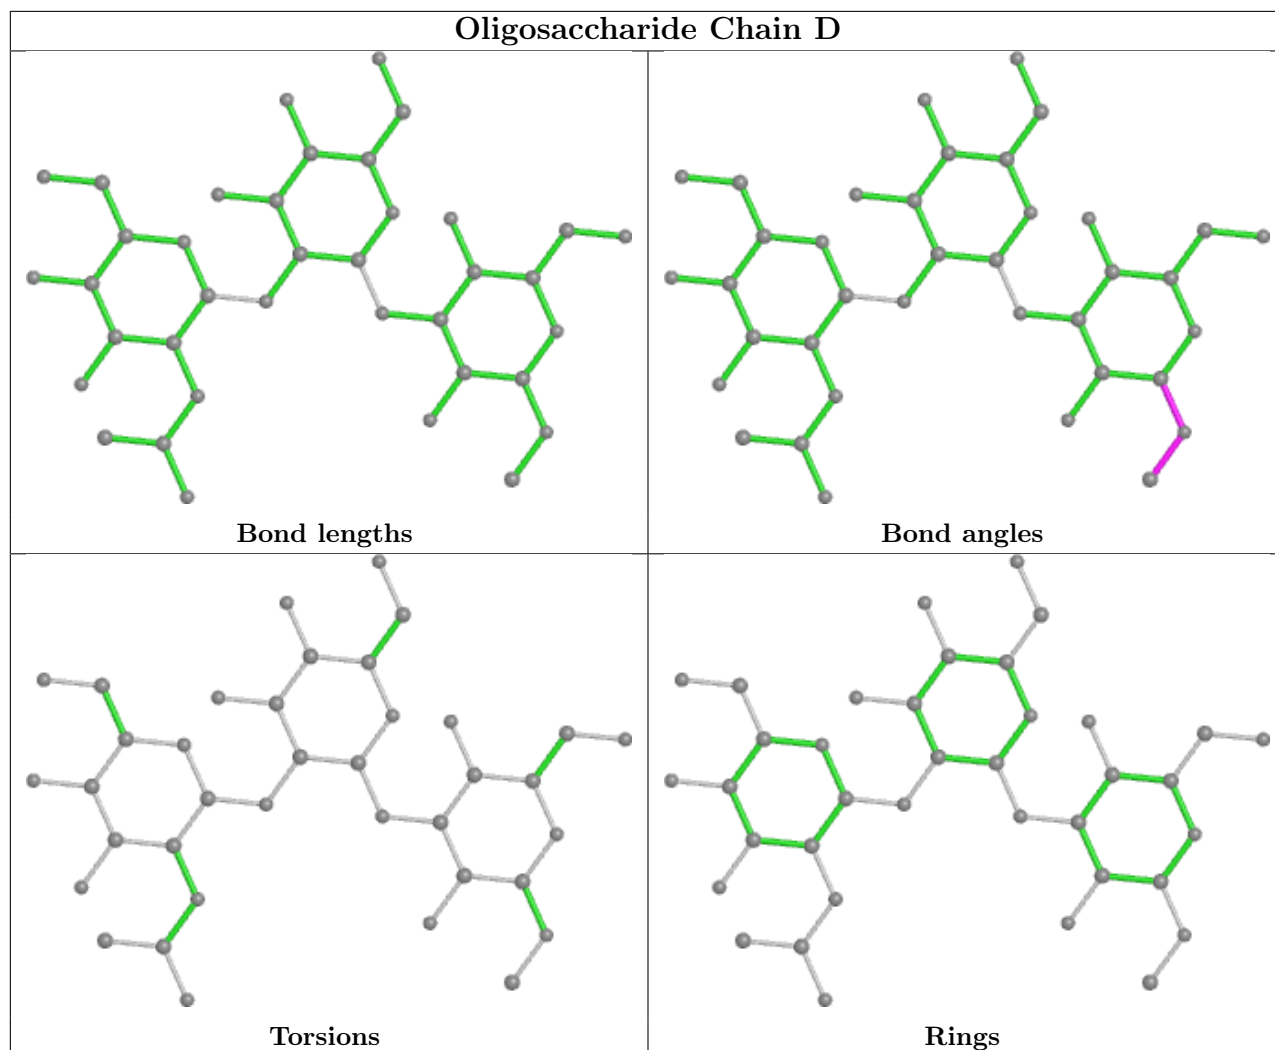 Oligosaccharide Chain D
Bond lengths
Bond angles
Torsions
Rings